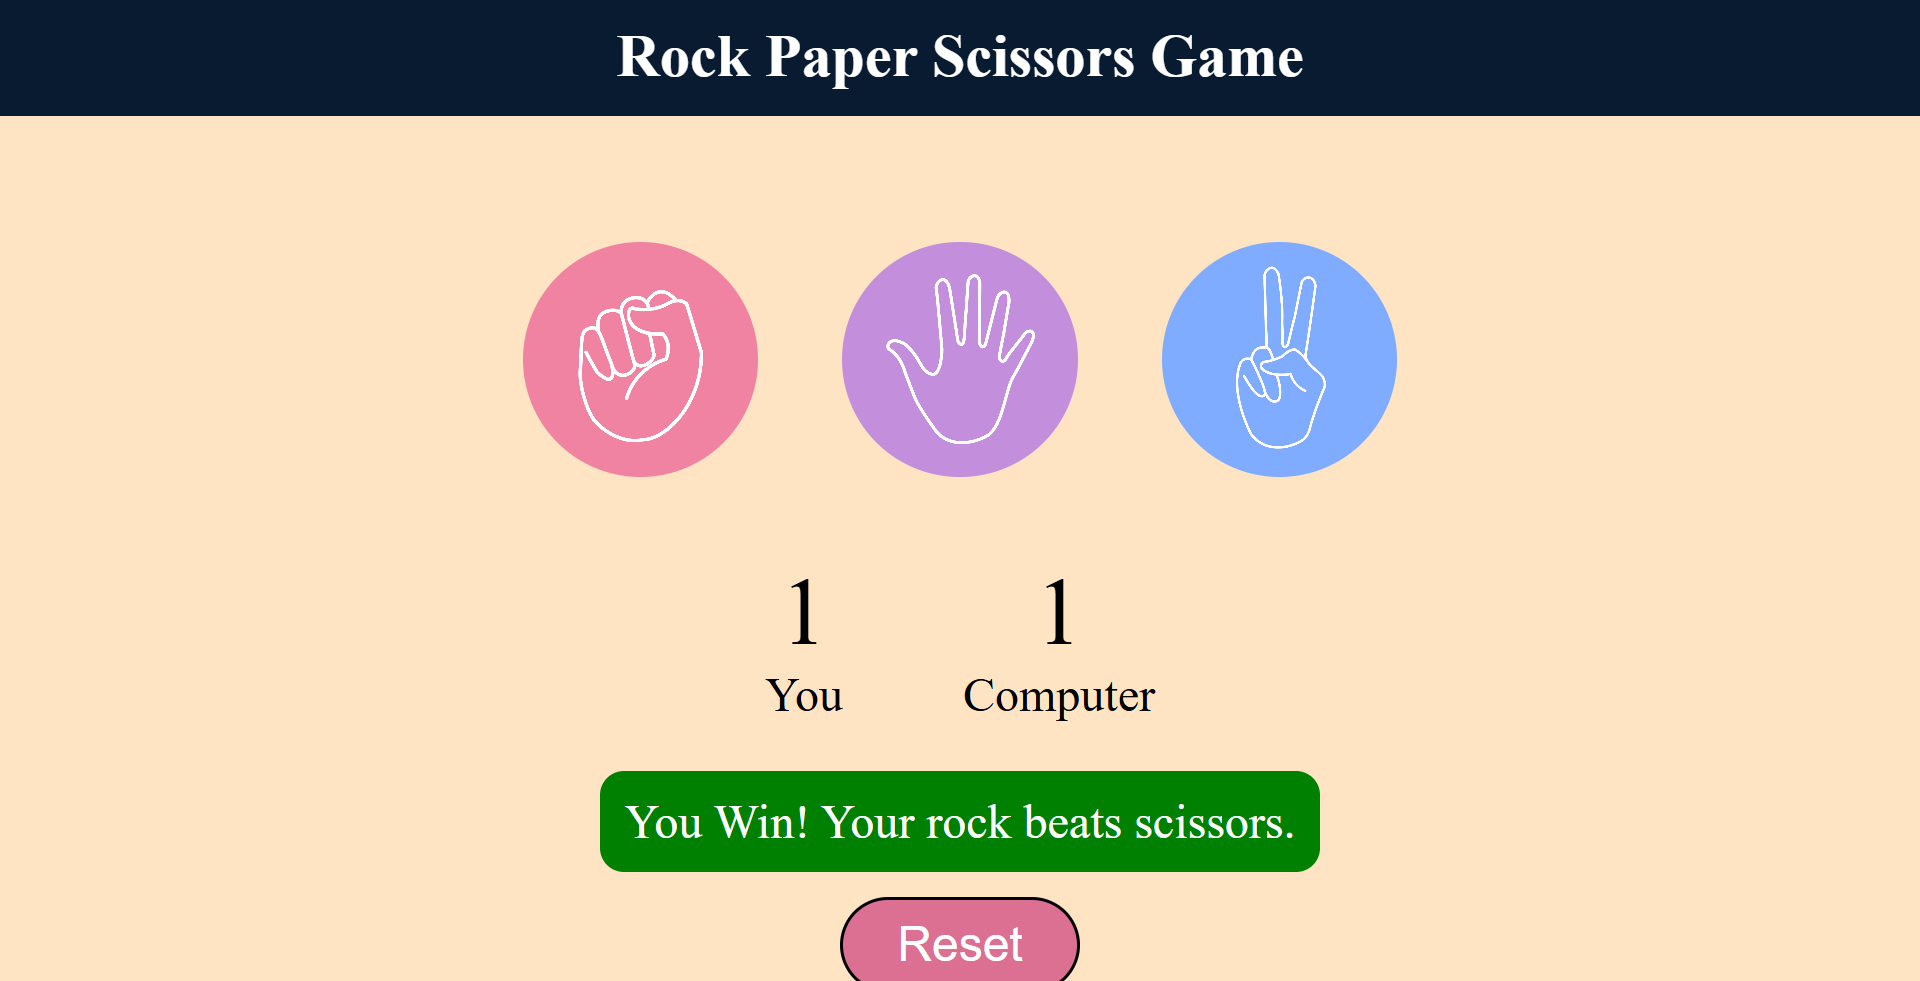 Rock Paper Scissors Game
1 1
You Computer
You Win! Your rock beats scissors.
Reset